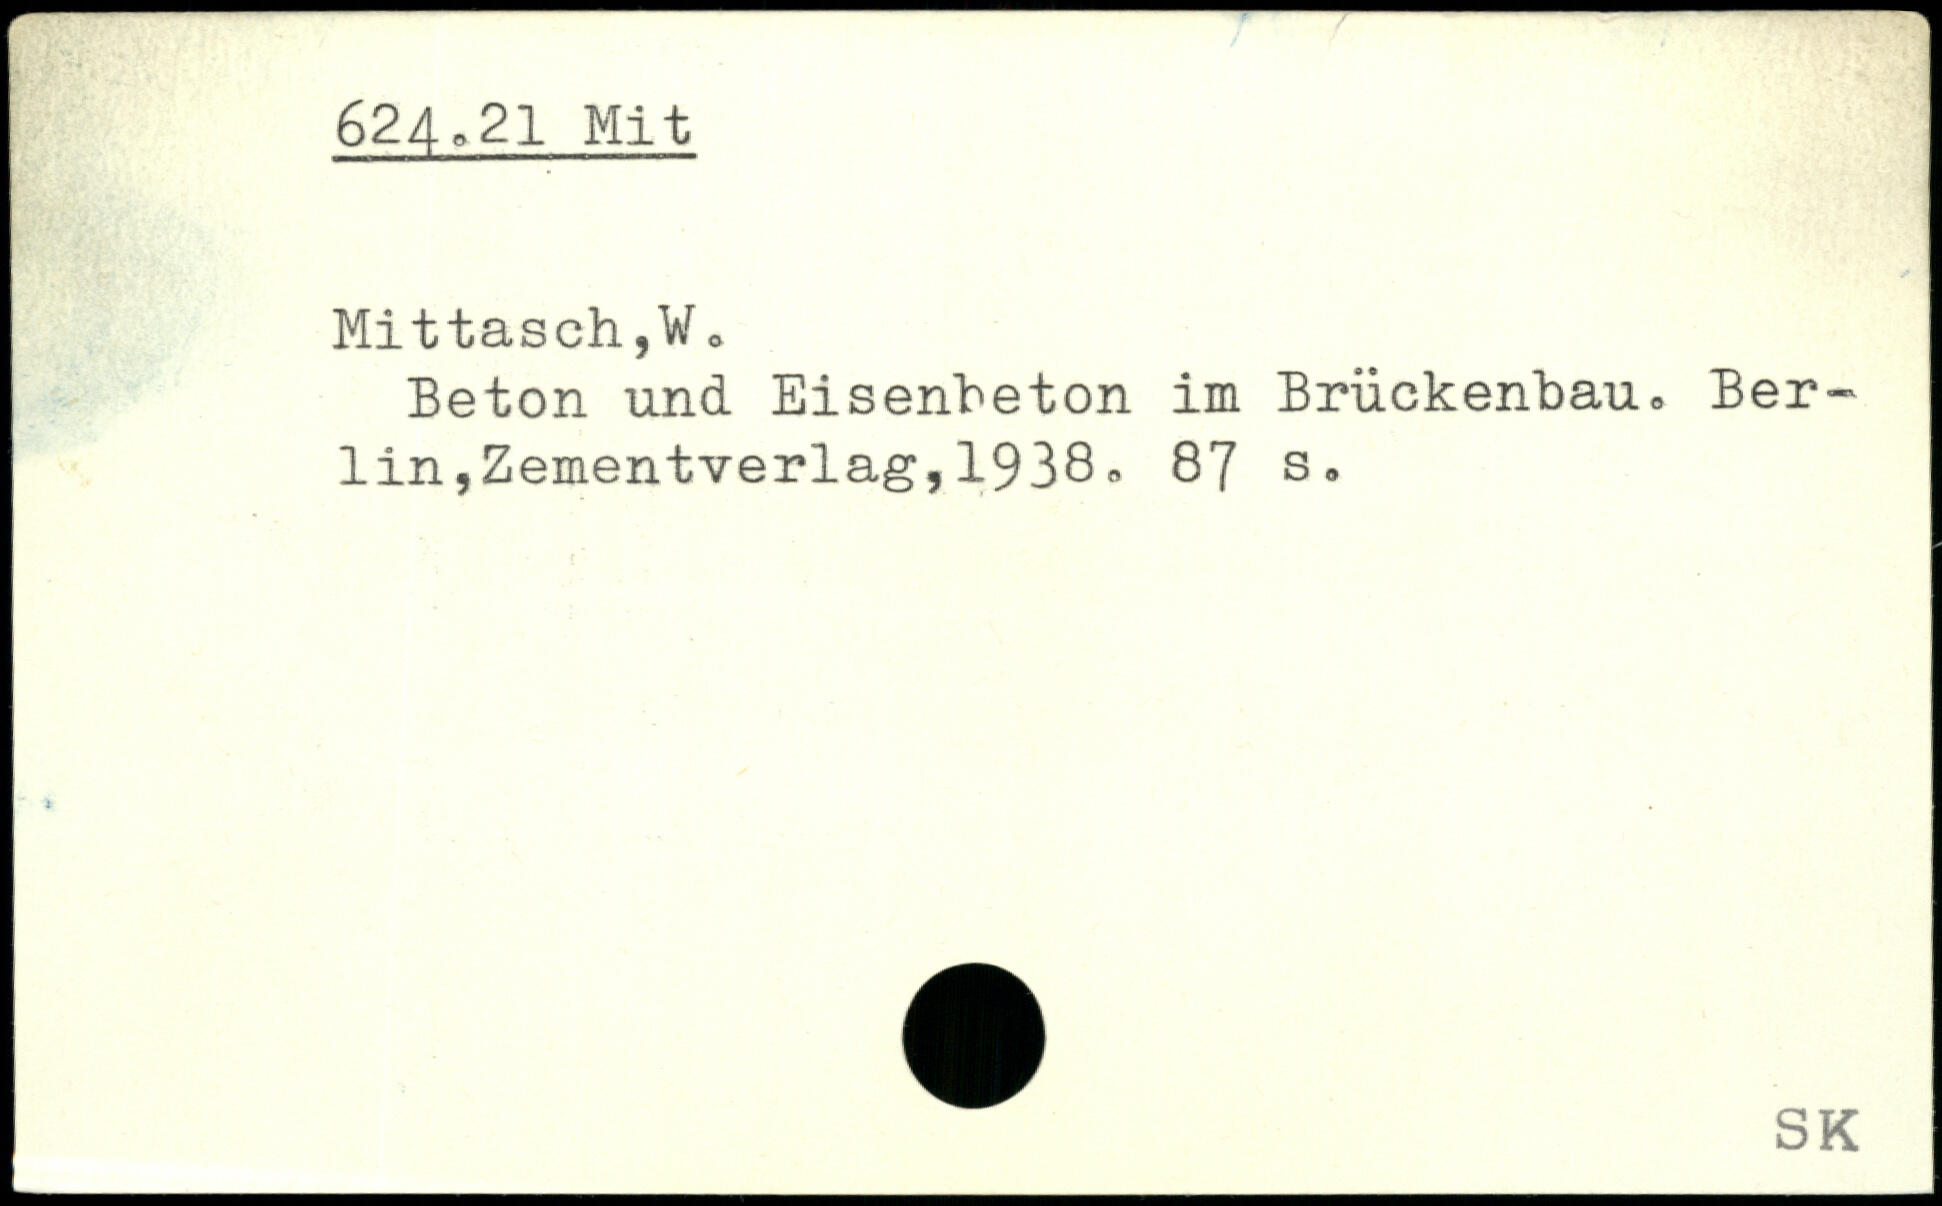 624.21 Mit
Mittasch,W.
Beton und Eisenbeton im Brückenbau. Ber-
lin,Zementverlag,1938. 87 s.
SK